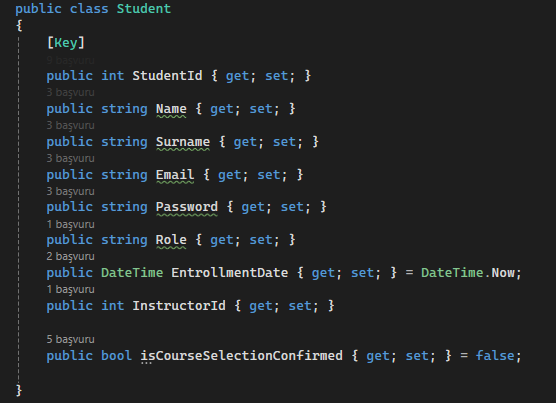 public class Student
{
[Key]
public int StudentId { get; set; }
3 başvuru
public string Name { get; set; }
3 başvuru
public string Surname { get; set; }
3 başvuru
public string Email { get; set; }
3 başvuru
public string Password { get; set; }
1 başvuru
public string Role { get; set; }
2 başvuru
public DateTime EntrollmentDate { get; set; } = DateTime.Now;
1 başvuru
public int InstructorId { get; set; }
5 başvuru
public bool isCourseSelectionConfirmed { get; set; } = false;
}